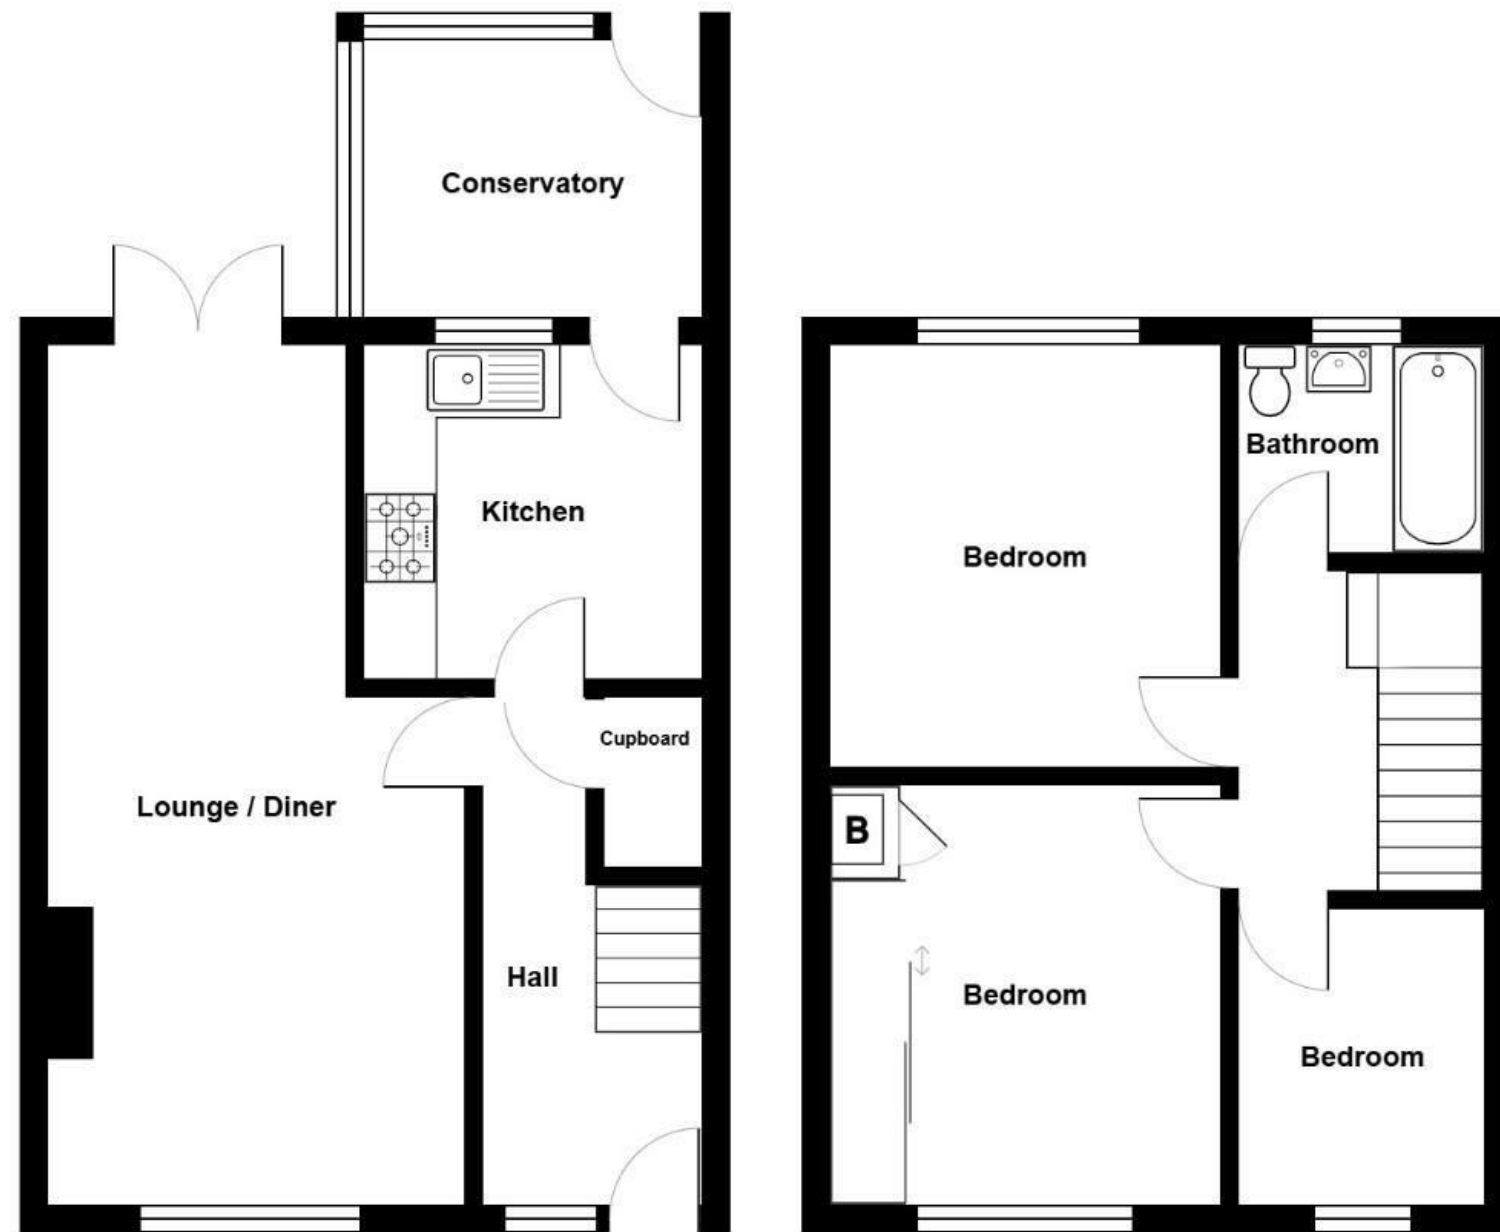 Conservatory
Kitchen
Cupboard
Lounge / Diner
Hall
Bathroom
Bedroom
B
Bedroom
Bedroom